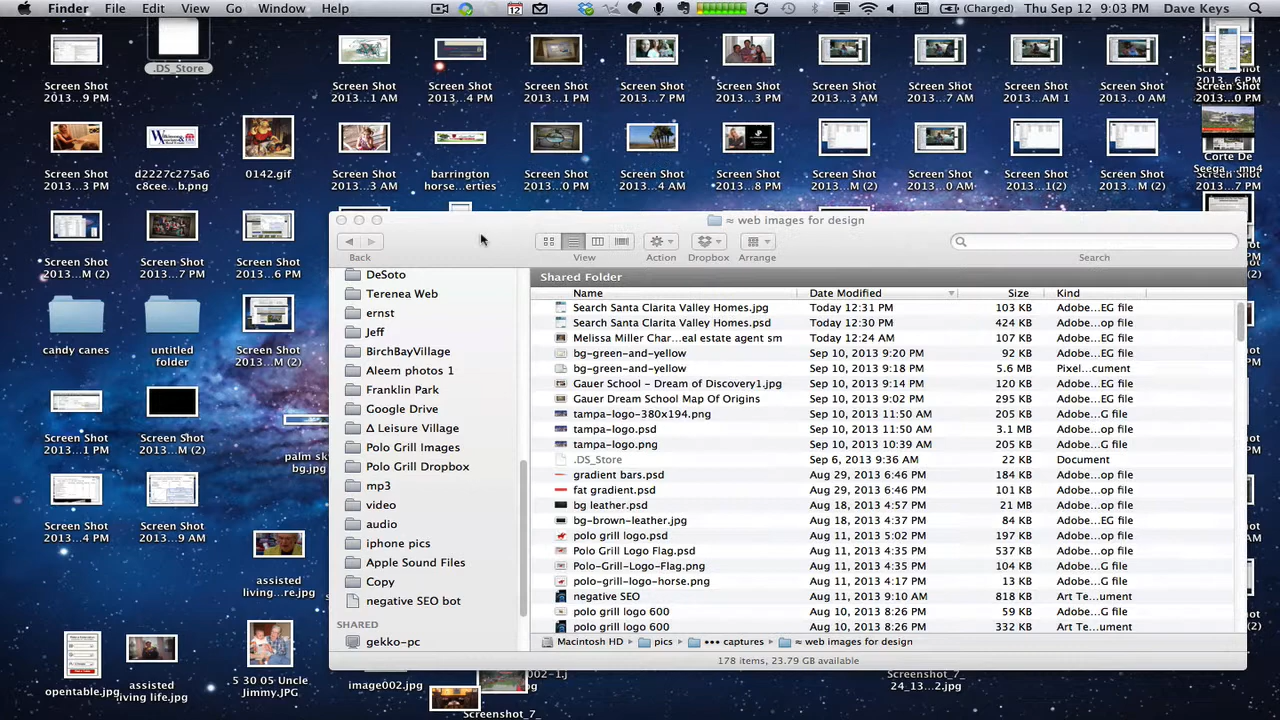 Finder File Edit View Go Window Help 12 (Charged) Thu Sep 12 9:03 PM Dave Keys
Screen Shot
2013...9 PM
.DS_Store
Screen Shot
2013...1 AM
Screen Shot
2013...4 PM
Screen Shot
2013...1 PM
Screen Shot
2013...7 PM
Screen Shot
2013...8 PM
Screen Shot
2013...3 AM
Screen Shot
2013...7 AM
Screen Shot
2013...AM 1
Screen Shot
2013...0 AM
Screen Shot
2013...0 PM
Screen Shot
2013...3 PM
d2227c275a6
c8cee...b.png
0142.gif
Screen Shot
2013...3 AM
barrington
horse...erties
Screen Shot
2013...0 PM
Screen Shot
2013...4 AM
Screen Shot
2013...8 PM
Screen Shot
2013...M (2)
Screen Shot
2013...0 AM
Screen Shot
2013...1(2)
Screen Shot
2013...M (2)
Corte De
Seega...mp4
Screen Shot
2013...M (2)
Screen Shot
2013...7 PM
Screen Shot
2013...6 PM
candy canes
untitled
folder
Screen Shot
2013...M (2)
Screen Shot
2013...1 PM
Screen Shot
2013...M (2)
palm sk
bg.jpg
Screen Shot
2013...4 PM
Screen Shot
2013...9 AM
assisted
living...re.jpg
opentable.jpg
assisted
living life.jpg
5 30 05 Uncle
Jimmy.JPG
image002.jpg
Screenshot_7_
24_13...2.jpg
≈ web images for design
Back View Action Dropbox Arrange Search
DeSoto
Terenea Web
ernst
Jeff
BirchBayVillage
Aleem photos 1
Franklin Park
Google Drive
∆ Leisure Village
Polo Grill Images
Polo Grill Dropbox
mp3
video
audio
iphone pics
Apple Sound Files
Copy
negative SEO bot
SHARED
gekko-pc
Shared Folder
Name Date Modified Size Kind
Search Santa Clarita Valley Homes.jpg Today 12:31 PM 103 KB Adobe...EG file
Search Santa Clarita Valley Homes.psd Today 12:30 PM 424 KB Adobe...op file
Melissa Miller Char...eal estate agent sm Today 12:24 AM 107 KB Adobe...EG file
bg-green-and-yellow Sep 10, 2013 9:20 PM 92 KB Adobe...EG file
bg-green-and-yellow Sep 10, 2013 9:18 PM 5.6 MB Pixel...cument
Gauer School - Dream of Discovery1.jpg Sep 10, 2013 9:14 PM 120 KB Adobe...EG file
Gauer Dream School Map Of Origins Sep 10, 2013 9:02 PM 295 KB Adobe...EG file
tampa-logo-380x194.png Sep 10, 2013 11:50 AM 209 KB Adobe...G file
tampa-logo.psd Sep 10, 2013 11:50 AM 3.1 MB Adobe...op file
tampa-logo.png Sep 10, 2013 10:39 AM 205 KB Adobe...G file
.DS_Store Sep 6, 2013 9:36 AM 22 KB Document
gradient bars.psd Aug 29, 2013 6:46 PM 84 KB Adobe...op file
fat gradient.psd Aug 29, 2013 6:46 PM 101 KB Adobe...op file
bg leather.psd Aug 18, 2013 4:57 PM 21 MB Adobe...op file
bg-brown-leather.jpg Aug 18, 2013 4:37 PM 84 KB Adobe...EG file
polo grill logo.psd Aug 11, 2013 5:02 PM 197 KB Adobe...op file
Polo Grill Logo Flag.psd Aug 11, 2013 4:35 PM 537 KB Adobe...op file
Polo-Grill-Logo-Flag.png Aug 11, 2013 4:35 PM 104 KB Adobe...G file
polo-grill-logo-horse.png Aug 11, 2013 4:17 PM 13 KB Adobe...G file
negative SEO Aug 11, 2013 9:10 AM 818 KB Art Te...ument
polo grill logo 600 Aug 10, 2013 8:26 PM 59 KB Adobe...op file
polo grill logo 600 Aug 10, 2013 8:26 PM 332 KB Art Te...ument
Macintosh HD pics ••• captures ≈ web images for design
178 items, 23.79 GB available